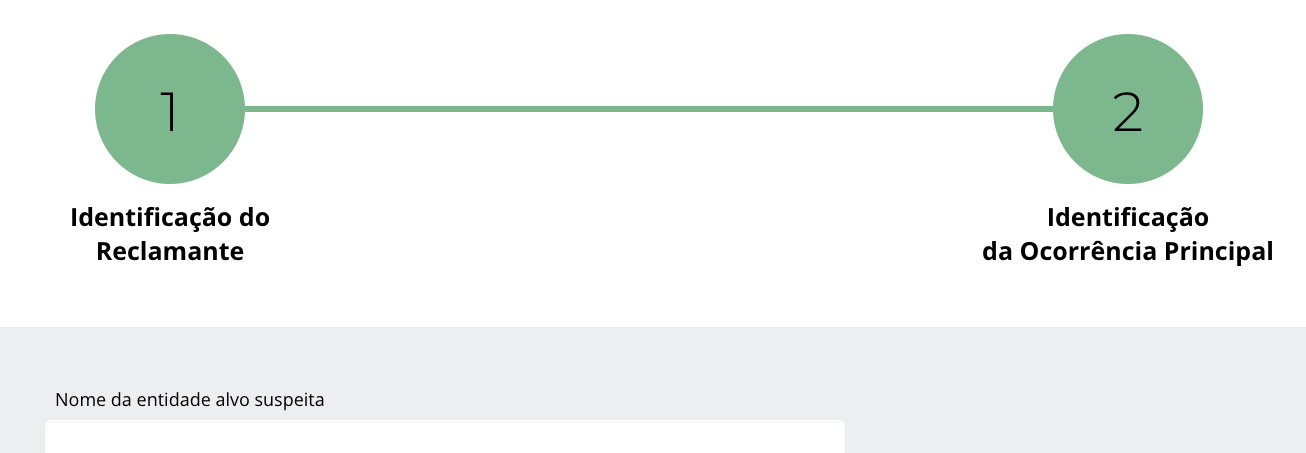 1
2
Identificação do
Reclamante
Identificação
da Ocorrência Principal
Nome da entidade alvo suspeita